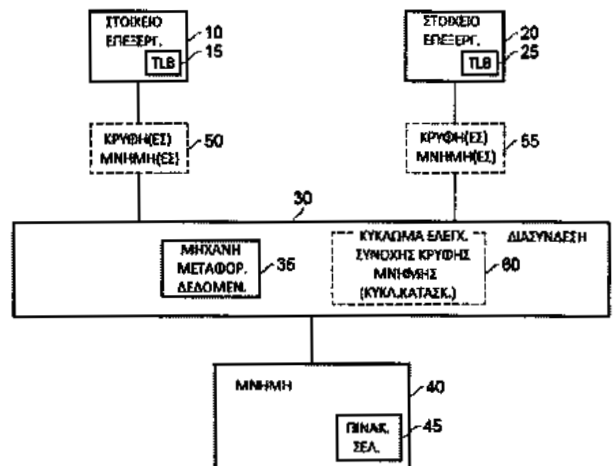 ΣΤΟΙΧΕΙΟ
ΕΠΕΞΕΡΓ.
TLB
10
15
ΣΤΟΙΧΕΙΟ
ΕΠΕΞΕΡΓ.
TLB
20
25
ΚΡΥΦΗ(ΕΣ)
ΜΝΗΜΗ(ΕΣ)
50
ΚΡΥΦΗ(ΕΣ)
ΜΝΗΜΗ(ΕΣ)
55
30
ΜΗΧΑΝΗ
ΜΕΤΑΦΟΡ.
ΔΕΔΟΜΕΝ.
35
ΚΥΚΛΩΜΑ ΕΛΕΓΧ.
ΣΥΝΟΧΗΣ ΚΡΥΦΗΣ
ΜΝΗΜΗΣ
(ΚΥΚΛ.ΚΑΤΑΣΚ.)
60
ΔΙΑΣΥΝΔΕΣΗ
ΜΝΗΜΗ
40
ΠΙΝΑΚ.
ΣΕΛ.
45